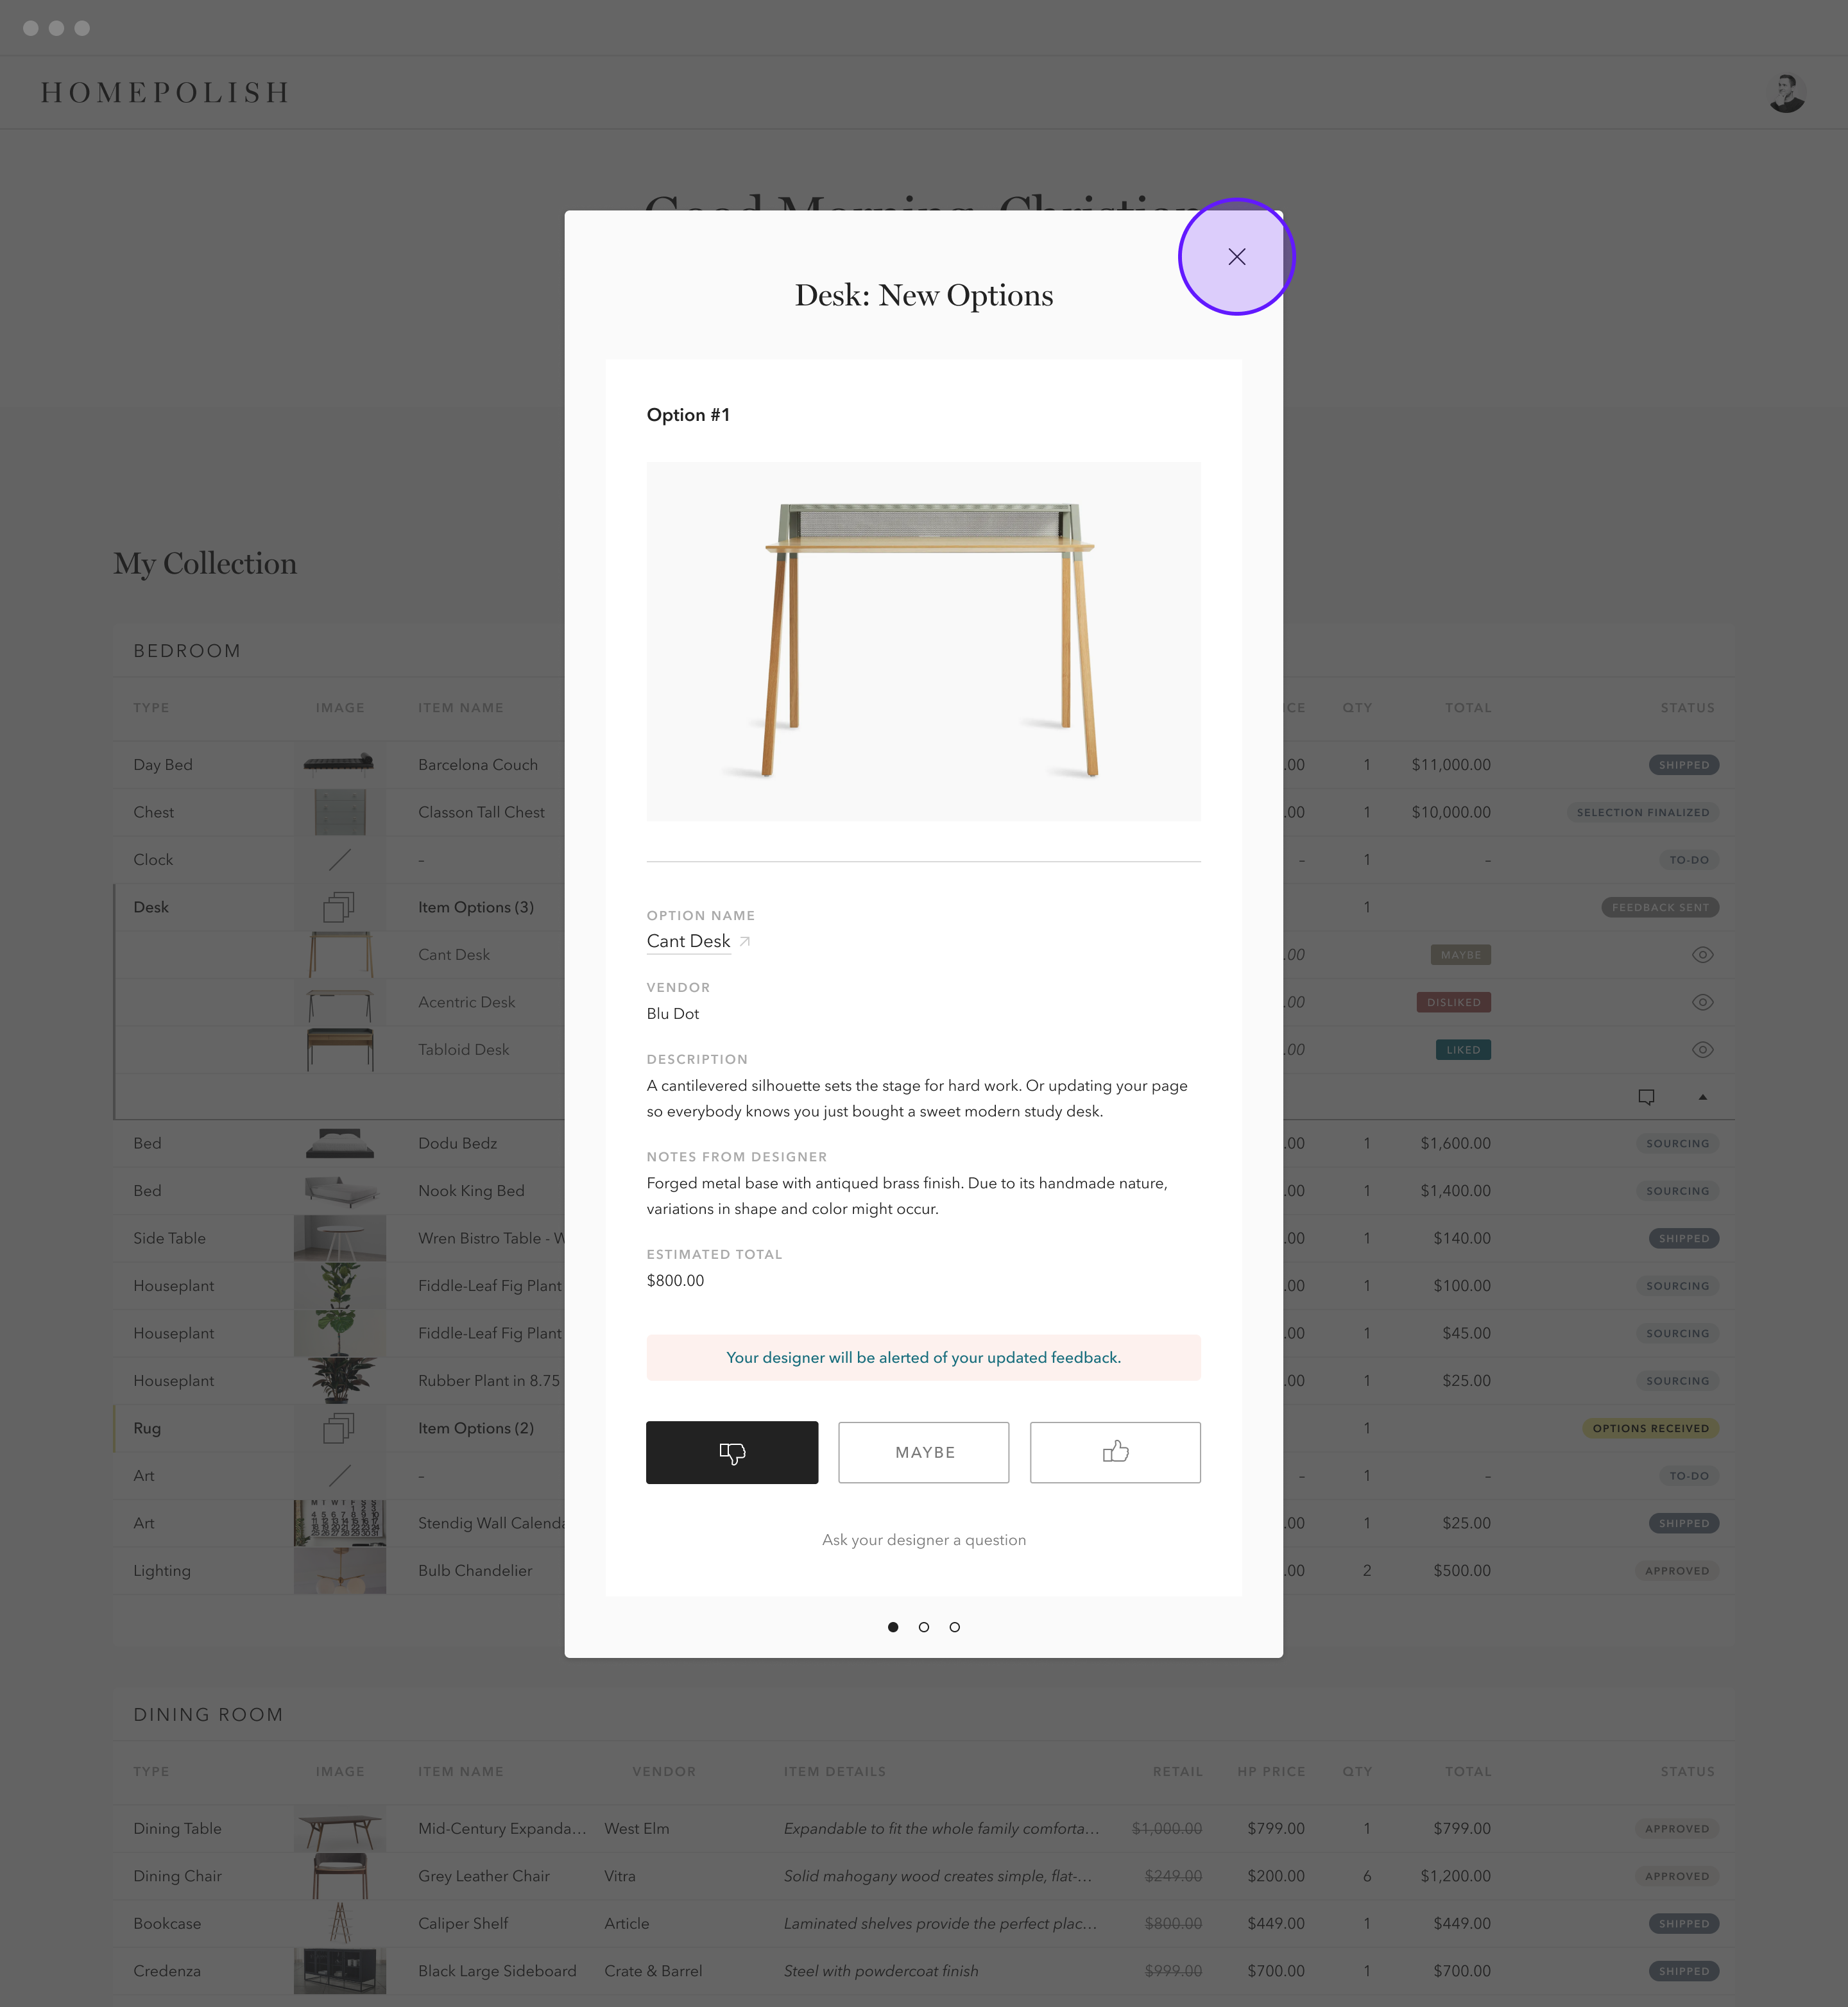 HOMEPOLISH
Good Morning, Christian
Desk: New Options
Option #1
My Collection
BEDROOM
TYPE IMAGE ITEM NAME QTY TOTAL STATUS
Day Bed Barcelona Couch .00 1 $11,000.00 SHIPPED
Chest Classon Tall Chest .00 1 $10,000.00 SELECTION FINALIZED
Clock – – 1 – TO-DO
Desk Item Options (3) 1 FEEDBACK SENT
Cant Desk .00 MAYBE
Acentric Desk .00 DISLIKED
Tabloid Desk .00 LIKED
Bed Dodu Bedz .00 1 $1,600.00 SOURCING
Bed Nook King Bed .00 1 $1,400.00 SOURCING
Side Table Wren Bistro Table - W .00 1 $140.00 SHIPPED
Houseplant Fiddle-Leaf Fig Plant .00 1 $100.00 SOURCING
Houseplant Fiddle-Leaf Fig Plant .00 1 $45.00 SOURCING
Houseplant Rubber Plant in 8.75 .00 1 $25.00 SOURCING
Rug Item Options (2) 1 OPTIONS RECEIVED
Art – – 1 – TO-DO
Art Stendig Wall Calenda .00 1 $25.00 SHIPPED
Lighting Bulb Chandelier .00 2 $500.00 APPROVED
OPTION NAME
Cant Desk
VENDOR
Blu Dot
DESCRIPTION
A cantilevered silhouette sets the stage for hard work. Or updating your page
so everybody knows you just bought a sweet modern study desk.
NOTES FROM DESIGNER
Forged metal base with antiqued brass finish. Due to its handmade nature,
variations in shape and color might occur.
ESTIMATED TOTAL
$800.00
Your designer will be alerted of your updated feedback.
MAYBE
Ask your designer a question
DINING ROOM
TYPE IMAGE ITEM NAME VENDOR ITEM DETAILS RETAIL HP PRICE QTY TOTAL STATUS
Dining Table Mid-Century Expanda... West Elm Expandable to fit the whole family comforta... $1,000.00 $799.00 1 $799.00 APPROVED
Dining Chair Grey Leather Chair Vitra Solid mahogany wood creates simple, flat-... $249.00 $200.00 6 $1,200.00 APPROVED
Bookcase Caliper Shelf Article Laminated shelves provide the perfect plac... $800.00 $449.00 1 $449.00 SHIPPED
Credenza Black Large Sideboard Crate & Barrel Steel with powdercoat finish $999.00 $700.00 1 $700.00 SHIPPED